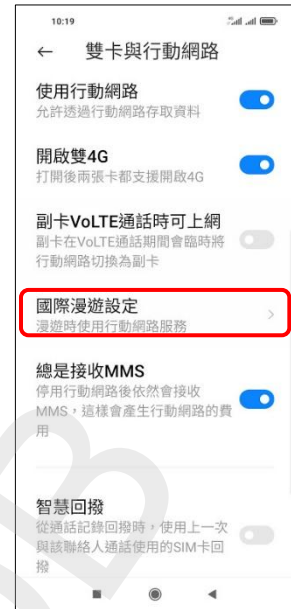 10:19
← 雙卡與行動網路
使用行動網路
允許透過行動網路存取資料
開啟雙4G
打開後兩張卡都支援開啟4G
副卡VoLTE通話時可上網
副卡在VoLTE通話期間會臨時將
行動網路切換為副卡
國際漫遊設定
漫遊時使用行動網路服務
總是接收MMS
停用行動網路後依然會接收
MMS，這樣會產生行動網路的費
用
智慧回撥
從通話記錄回撥時，使用上一次
與該聯絡人通話使用的SIM卡回
撥